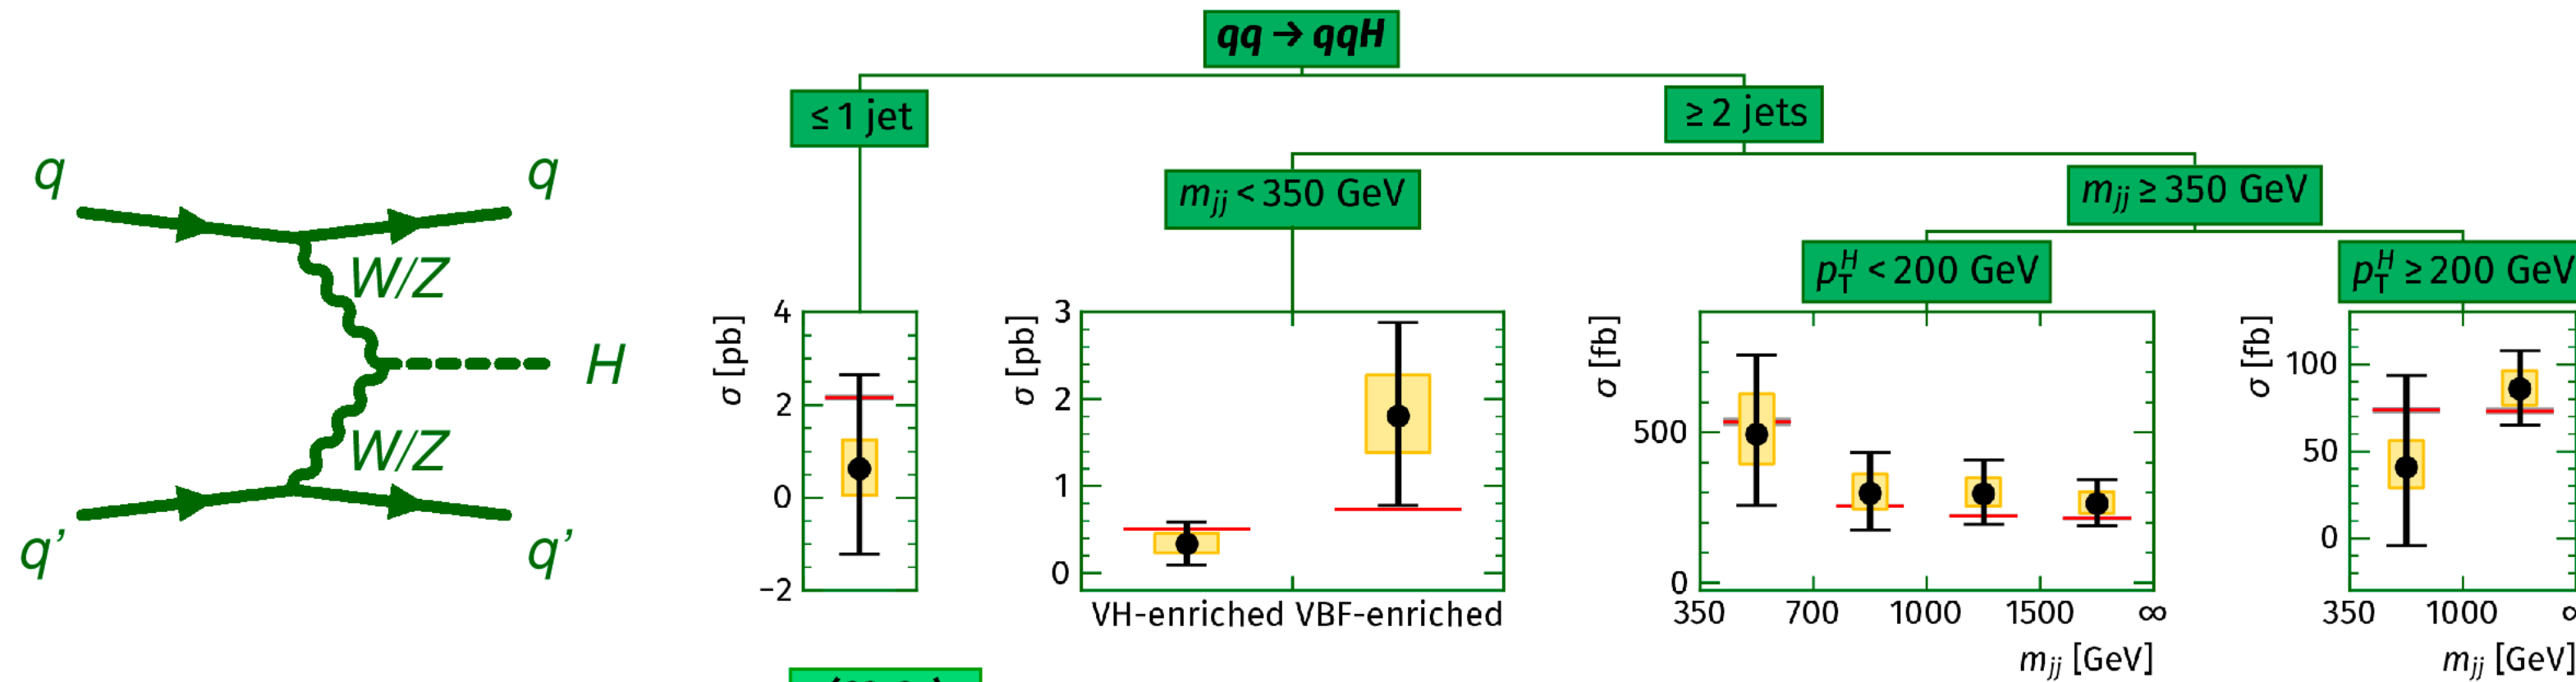 qq → qqH
≤ 1 jet
≥ 2 jets
m_jj < 350 GeV
m_jj ≥ 350 GeV
p_T^H < 200 GeV
p_T^H ≥ 200 GeV
q
q
W/Z
H
W/Z
q’
q’
σ [pb]
4
2
0
−2
σ [pb]
3
2
1
0
VH-enriched VBF-enriched
σ [fb]
500
0
350 700 1000 1500 ∞
m_jj [GeV]
σ [fb]
100
50
0
350 1000
m_jj [GeV]